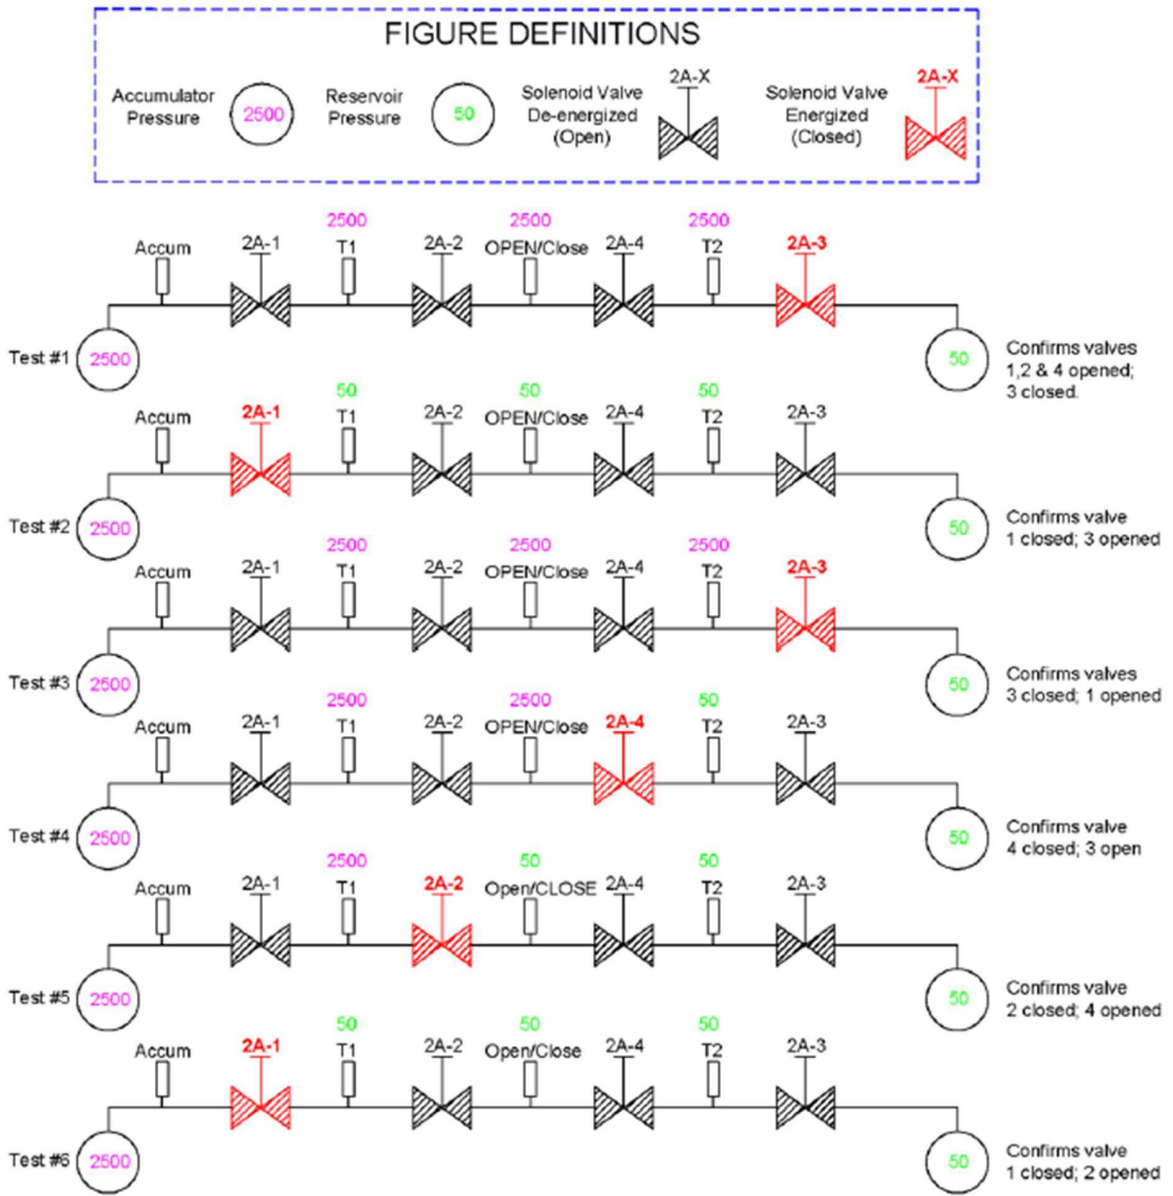 FIGURE DEFINITIONS
Accumulator
Pressure
2500
Reservoir
Pressure
50
Solenoid Valve
De-energized
(Open)
2A-X
Solenoid Valve
Energized
(Closed)
2A-X
2500 2500 2500
Accum 2A-1 T1 2A-2 OPEN/Close 2A-4 T2 2A-3
Test #1 2500 50
Confirms valves
1,2 & 4 opened;
3 closed.
50 50 50
Accum 2A-1 T1 2A-2 OPEN/Close 2A-4 T2 2A-3
Test #2 2500 50
Confirms valve
1 closed; 3 opened
2500 2500 2500
Accum 2A-1 T1 2A-2 OPEN/Close 2A-4 T2 2A-3
Test #3 2500 50
Confirms valves
3 closed; 1 opened
2500 2500 50
Accum 2A-1 T1 2A-2 OPEN/Close 2A-4 T2 2A-3
Test #4 2500 50
Confirms valve
4 closed; 3 open
2500 50 50
Accum 2A-1 T1 2A-2 Open/CLOSE 2A-4 T2 2A-3
Test #5 2500 50
Confirms valve
2 closed; 4 opened
50 50 50
Accum 2A-1 T1 2A-2 Open/Close 2A-4 T2 2A-3
Test #6 2500 50
Confirms valve
1 closed; 2 opened